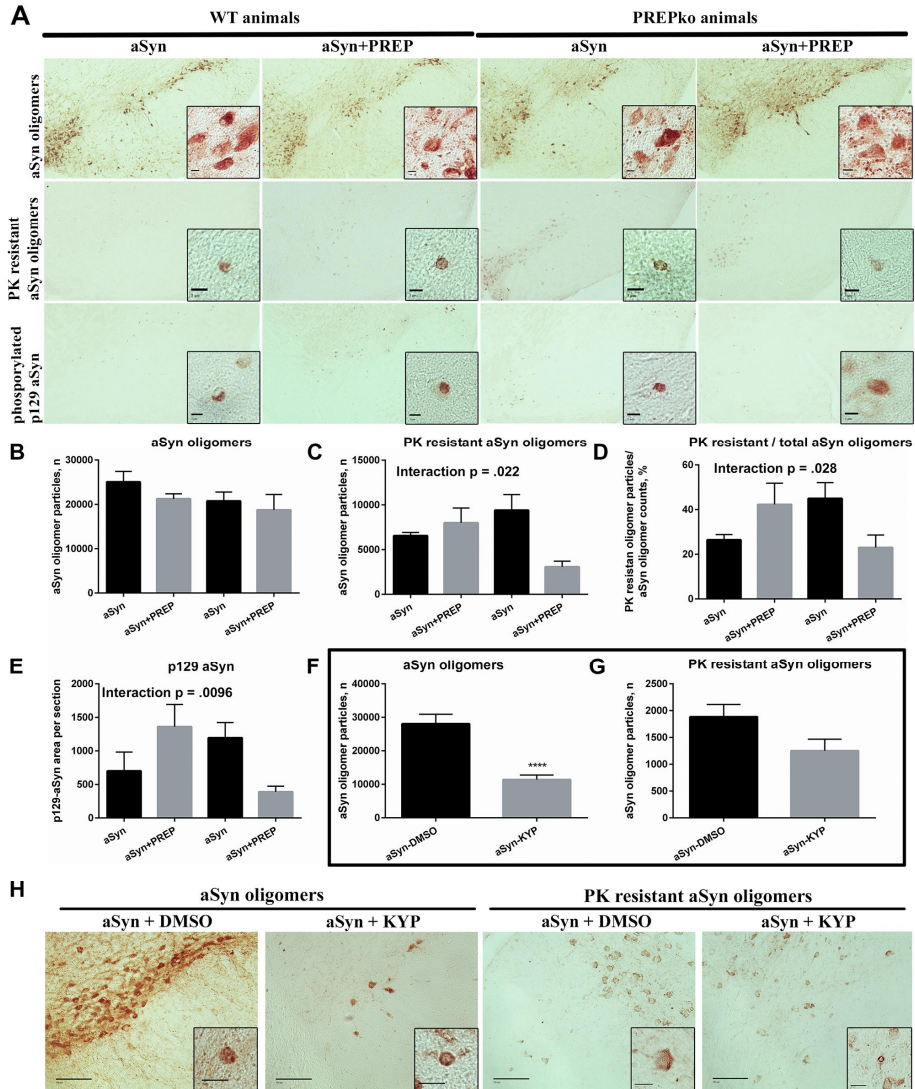 A
WT animals
PREPko animals
aSyn
aSyn+PREP
aSyn
aSyn+PREP
aSyn oligomers
PK resistant
aSyn oligomers
phosporylated
p129 aSyn
B
aSyn oligomers
aSyn oligomer particles, n
30000
20000
10000
0
aSyn
aSyn+PREP
aSyn
aSyn+PREP
C
PK resistant aSyn oligomers
Interaction p = .022
aSyn oligomer particles, n
15000
10000
5000
0
aSyn
aSyn+PREP
aSyn
aSyn+PREP
D
PK resistant / total aSyn oligomers
Interaction p = .028
PK resistant oligomer particles/
aSyn oligomer counts, %
60
40
20
0
aSyn
aSyn+PREP
aSyn
aSyn+PREP
E
p129 aSyn
Interaction p = .0096
p129-aSyn area per section
2000
1500
1000
500
0
aSyn
aSyn+PREP
aSyn
aSyn+PREP
F
aSyn oligomers
aSyn oligomer particles, n
40000
30000
20000
10000
0
****
aSyn-DMSO
aSyn-KYP
G
PK resistant aSyn oligomers
aSyn oligomer particles, n
2500
2000
1500
1000
500
0
aSyn-DMSO
aSyn-KYP
H
aSyn oligomers
PK resistant aSyn oligomers
aSyn + DMSO
aSyn + KYP
aSyn + DMSO
aSyn + KYP